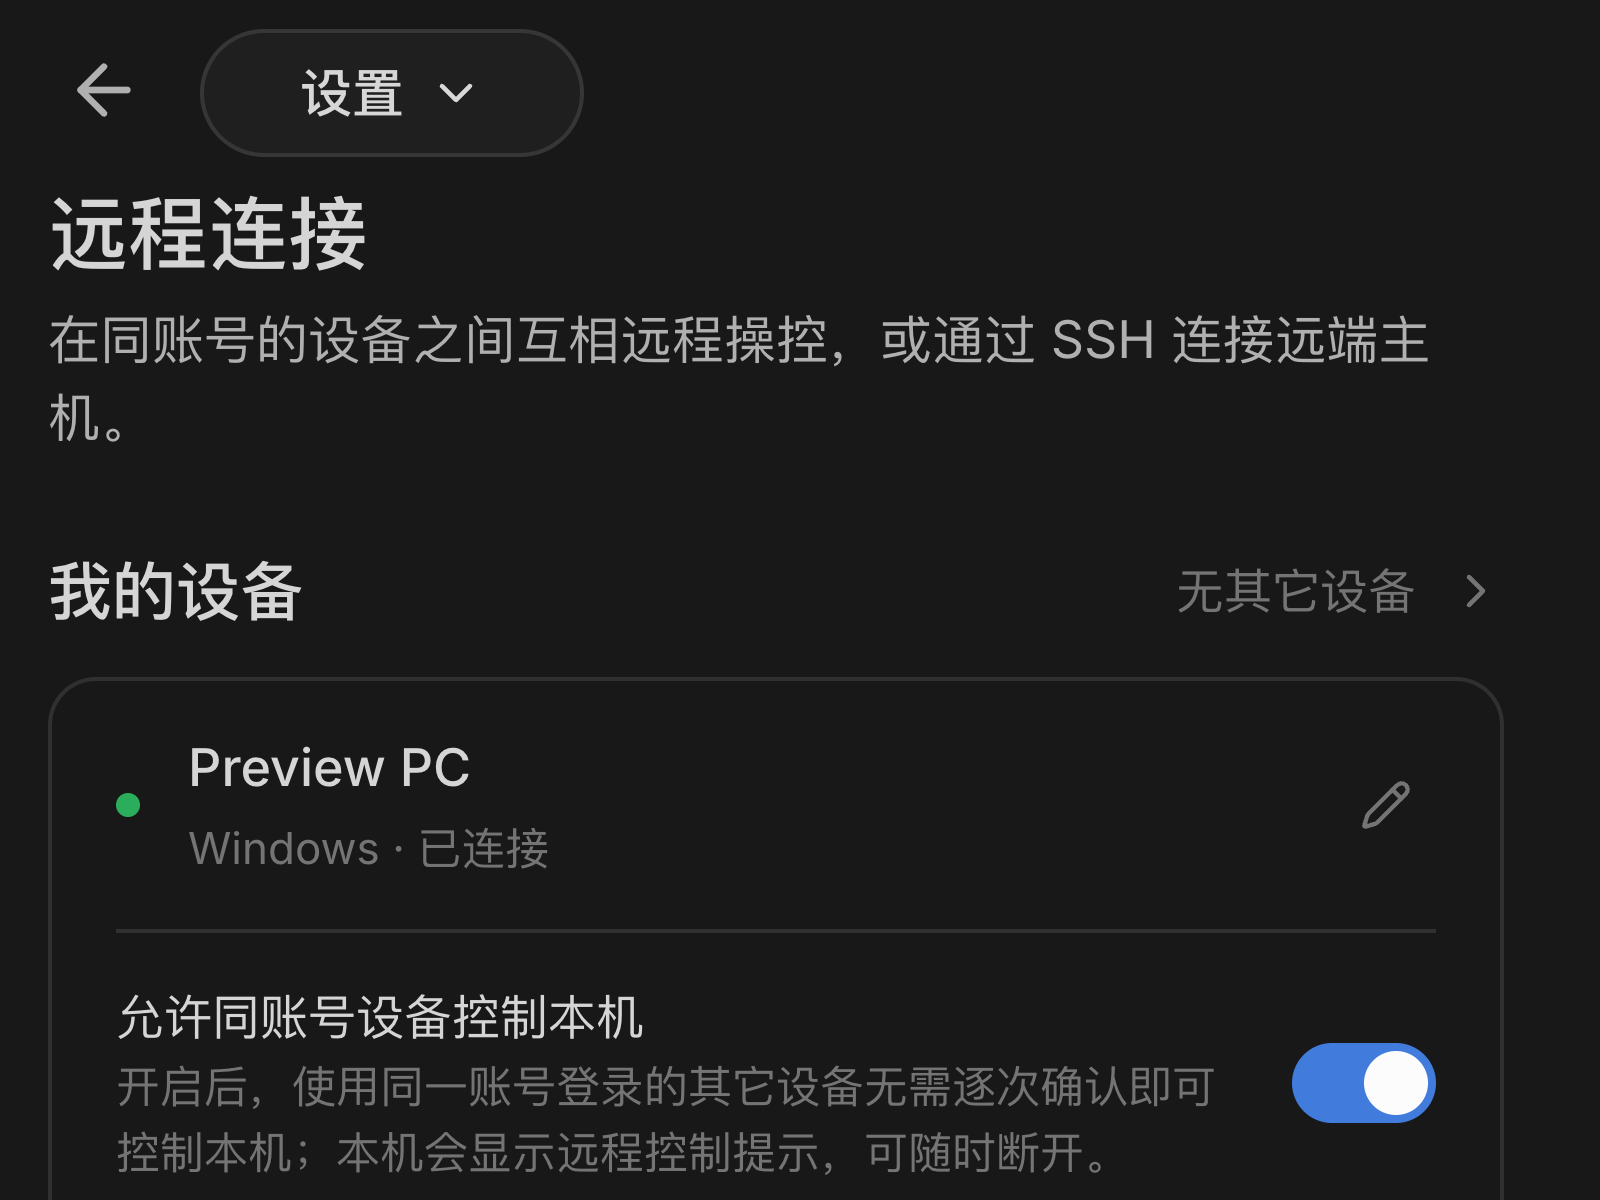 设置
远程连接
在同账号的设备之间互相远程操控，或通过 SSH 连接远端主
机。
我的设备
无其它设备
Preview PC
Windows · 已连接
允许同账号设备控制本机
开启后，使用同一账号登录的其它设备无需逐次确认即可
控制本机；本机会显示远程控制提示，可随时断开。